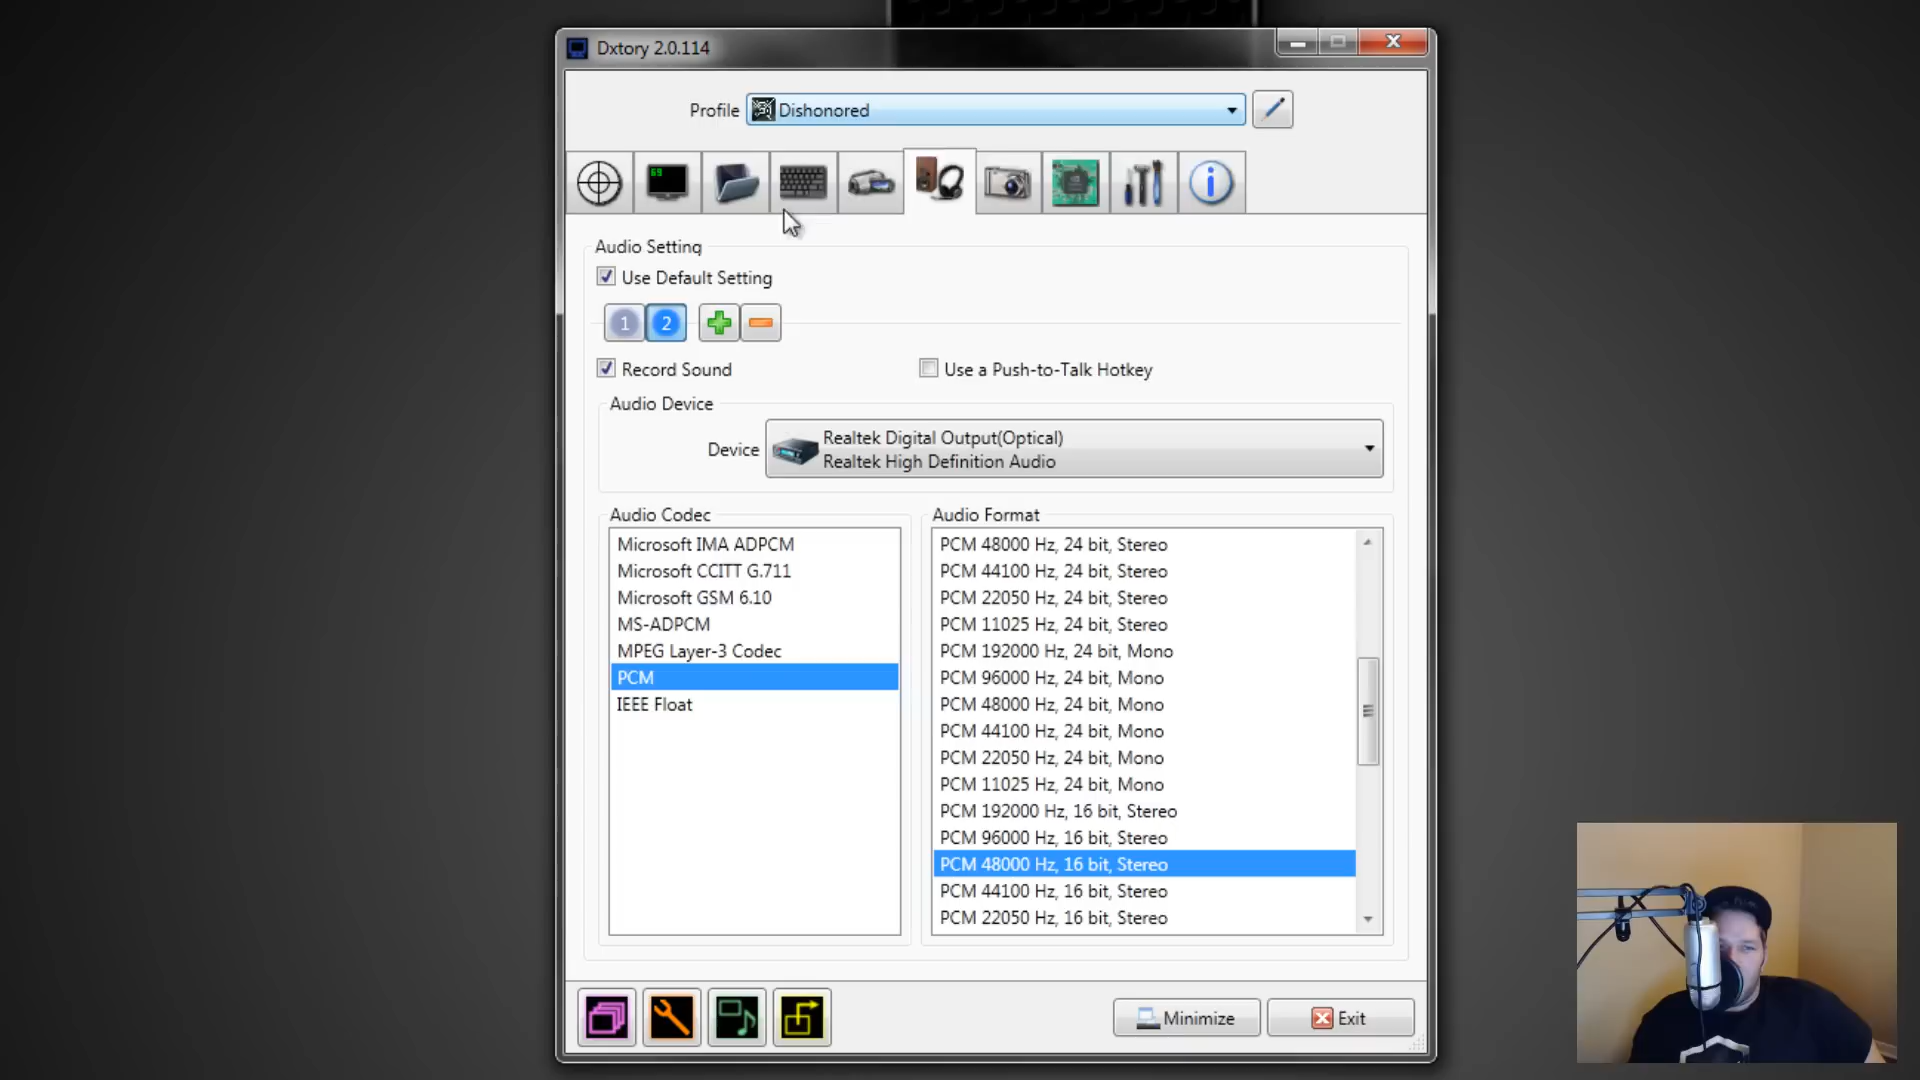 Dxtory 2.0.114
Profile
Dishonored
69
Audio Setting
Use Default Setting
1
2
Record Sound
Use a Push-to-Talk Hotkey
Audio Device
Device
Realtek Digital Output(Optical)
Realtek High Definition Audio
Audio Codec
Microsoft IMA ADPCM
Microsoft CCITT G.711
Microsoft GSM 6.10
MS-ADPCM
MPEG Layer-3 Codec
PCM
IEEE Float
Audio Format
PCM 48000 Hz, 24 bit, Stereo
PCM 44100 Hz, 24 bit, Stereo
PCM 22050 Hz, 24 bit, Stereo
PCM 11025 Hz, 24 bit, Stereo
PCM 192000 Hz, 24 bit, Mono
PCM 96000 Hz, 24 bit, Mono
PCM 48000 Hz, 24 bit, Mono
PCM 44100 Hz, 24 bit, Mono
PCM 22050 Hz, 24 bit, Mono
PCM 11025 Hz, 24 bit, Mono
PCM 192000 Hz, 16 bit, Stereo
PCM 96000 Hz, 16 bit, Stereo
PCM 48000 Hz, 16 bit, Stereo
PCM 44100 Hz, 16 bit, Stereo
PCM 22050 Hz, 16 bit, Stereo
Minimize
Exit